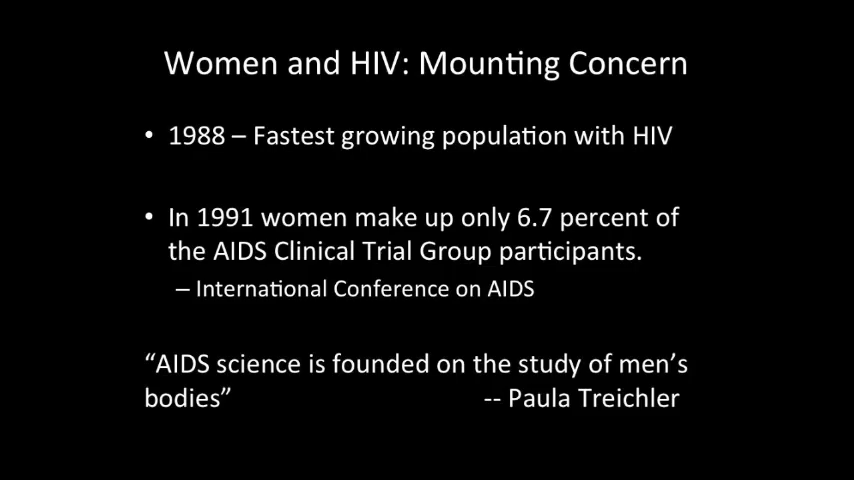 Women and HIV: Mounting Concern
• 1988 – Fastest growing population with HIV
• In 1991 women make up only 6.7 percent of
the AIDS Clinical Trial Group participants.
– International Conference on AIDS
“AIDS science is founded on the study of men’s
bodies” -- Paula Treichler